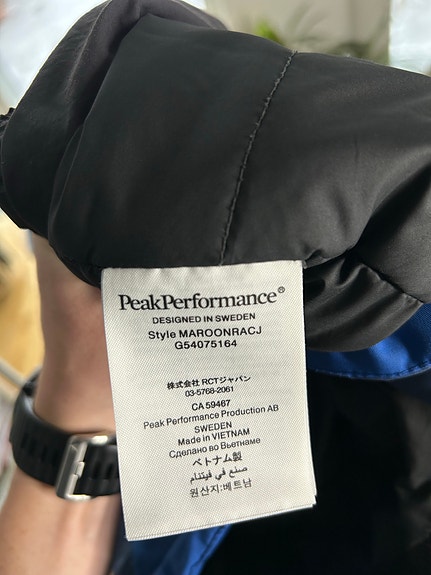 PeakPerformance®
DESIGNED IN SWEDEN
Style MAROONRACJ
G54075164
株式会社 RCTジャパン
03-5768-2061
CA 59467
Peak Performance Production AB
SWEDEN
Made in VIETNAM
Сделано во Вьетнаме
ベトナム製
صنع في فيتنام
원산지:베트남